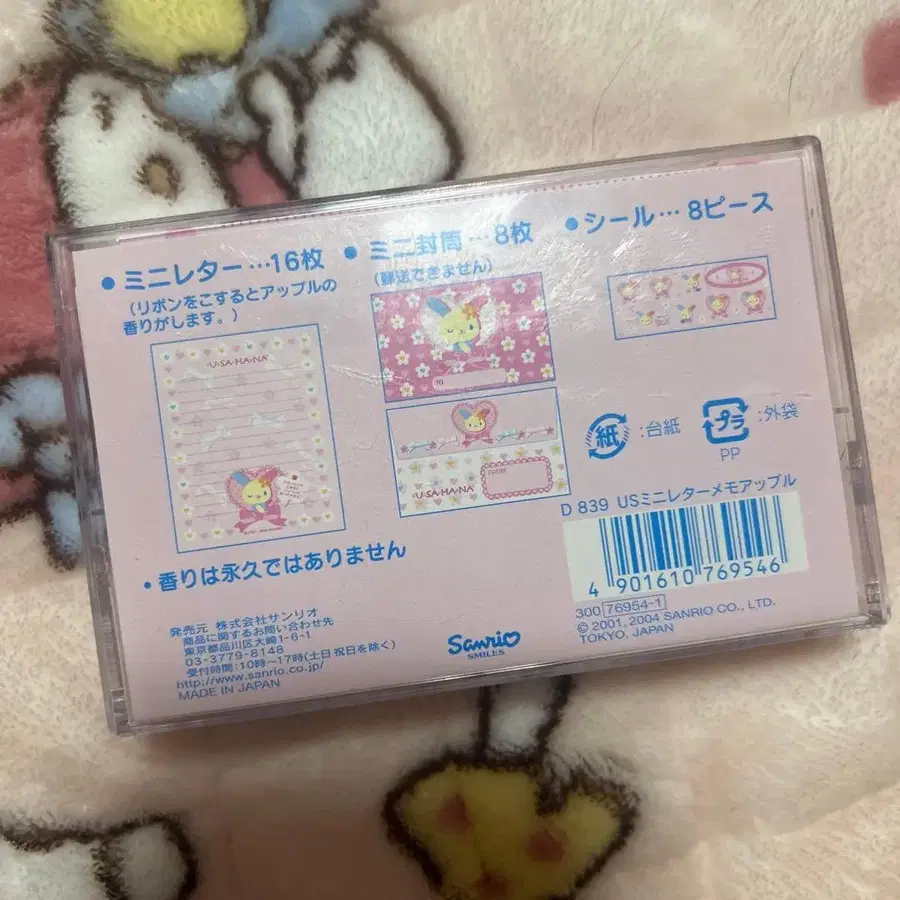 ・ミニレター…16枚
(リボンをこするとアップルの
香りがします。)
U・SA・HA・NA
・ミニ封筒…8枚
(郵送できません)
TO
FROM
U・SA・HA・NA
・シール…8ピース
紙:台紙
プラ:外袋
PP
・香りは永久ではありません
D 839 USミニレターメモアップル
4 901610 769546
300 76954-1
© 2001, 2004 SANRIO CO., LTD.
TOKYO, JAPAN
発売元 株式会社サンリオ
商品に関するお問い合わせ先
東京都品川区大崎1-6-1
03-3779-8148
受付時間:10時〜17時(土日祝日を除く)
http://www.sanrio.co.jp/
MADE IN JAPAN
Sanrio
SMILES